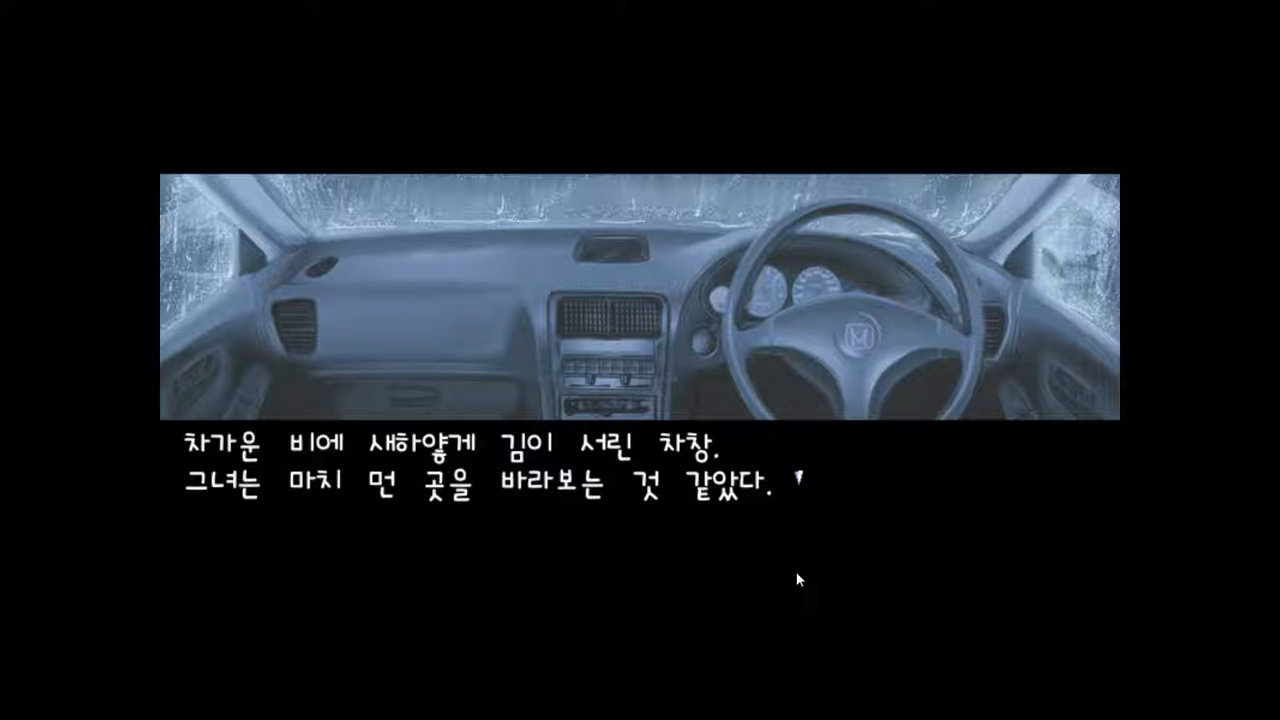 차가운 비에 새하얗게 김이 서린 차창.
그녀는 마치 먼 곳을 바라보는 것 같았다.